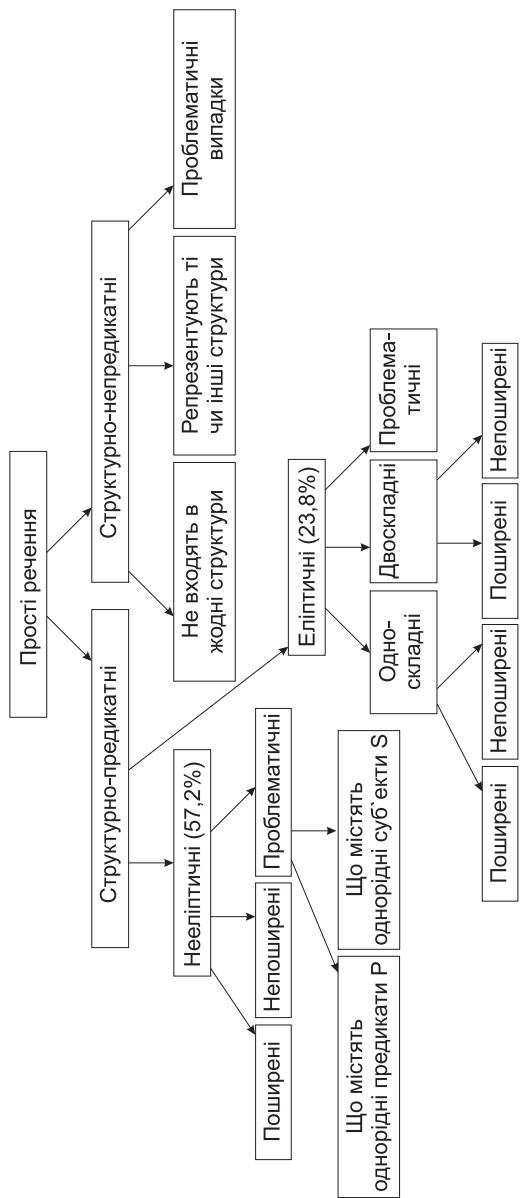 Прості речення
Структурно-предикатні
Структурно-непредикатні
Нееліптичні (57,2%)
Не входять в
жодні структури
Репрезентують ті
чи інші структури
Проблематичні
випадки
Поширені
Непоширені
Проблематичні
Еліптичні (23,8%)
Що містять
однорідні предикати Р
Що містять
однорідні суб`єкти S
Одно-
складні
Двоскладні
Пробле​ма-
тичні
Поширені
Непоширені
Поширені
Непоширені